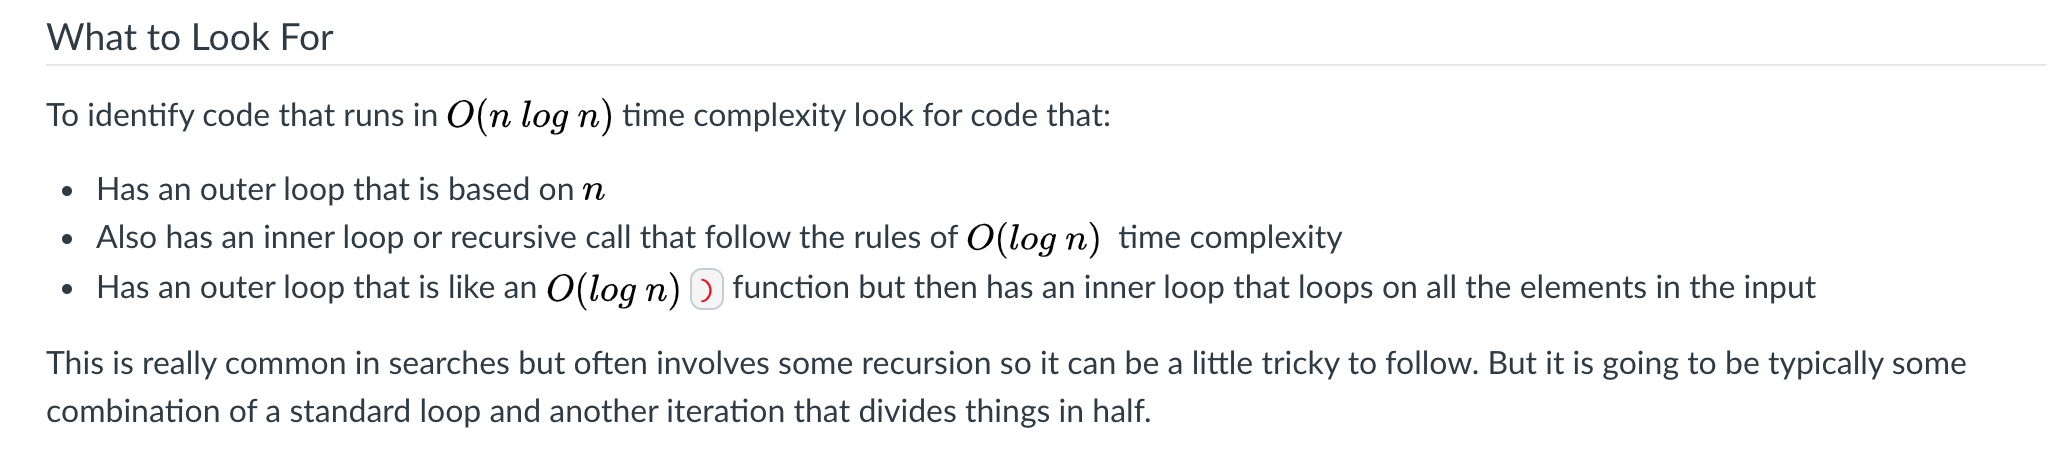 What to Look For
To identify code that runs in O(n log n) time complexity look for code that:
• Has an outer loop that is based on n
• Also has an inner loop or recursive call that follow the rules of O(log n) time complexity
• Has an outer loop that is like an O(log n) ) function but then has an inner loop that loops on all the elements in the input
This is really common in searches but often involves some recursion so it can be a little tricky to follow. But it is going to be typically some
combination of a standard loop and another iteration that divides things in half.